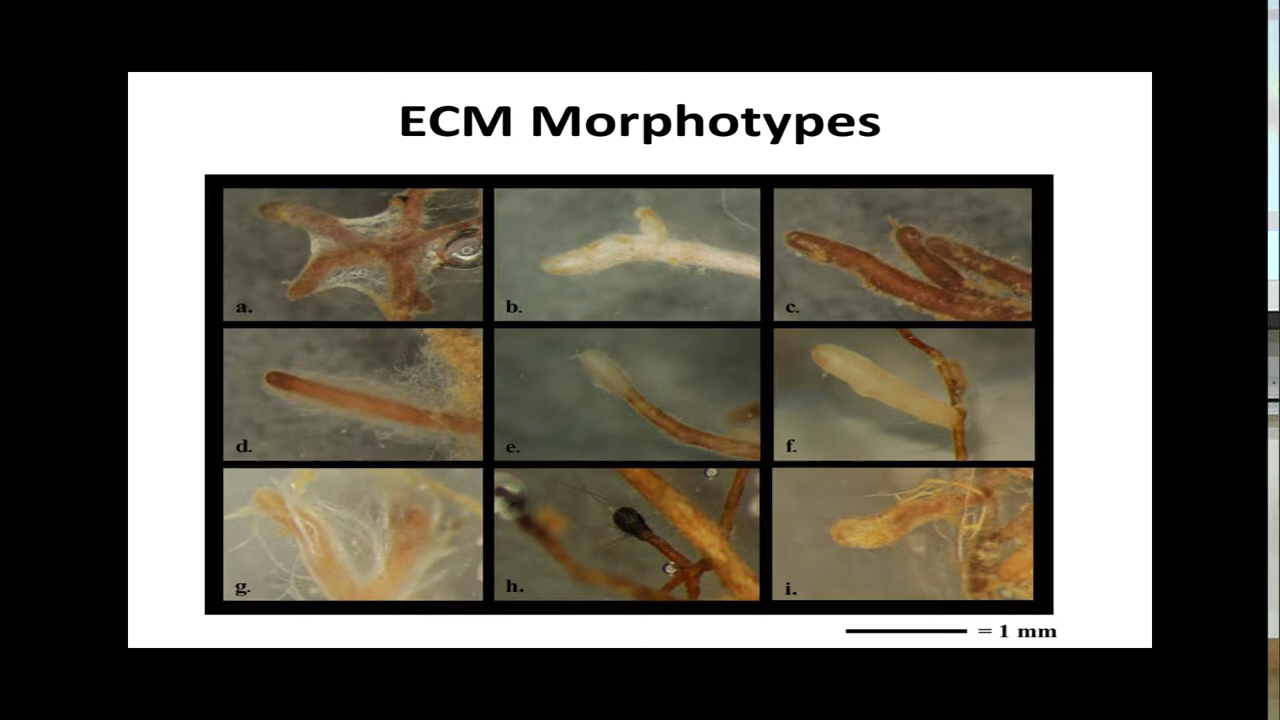 ECM Morphotypes
a.
b.
c.
d.
e.
f.
g.
h.
i.
= 1 mm